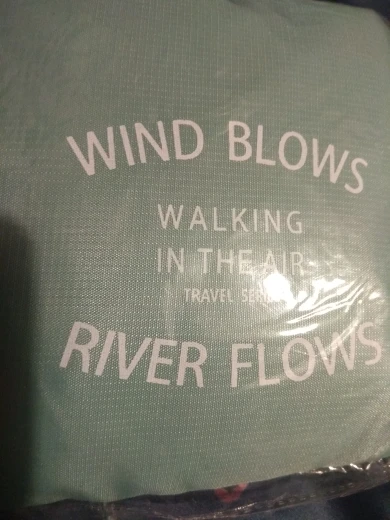 WIND BLOWS
WALKING
IN THE AIR
TRAVEL
RIVER FLOWS